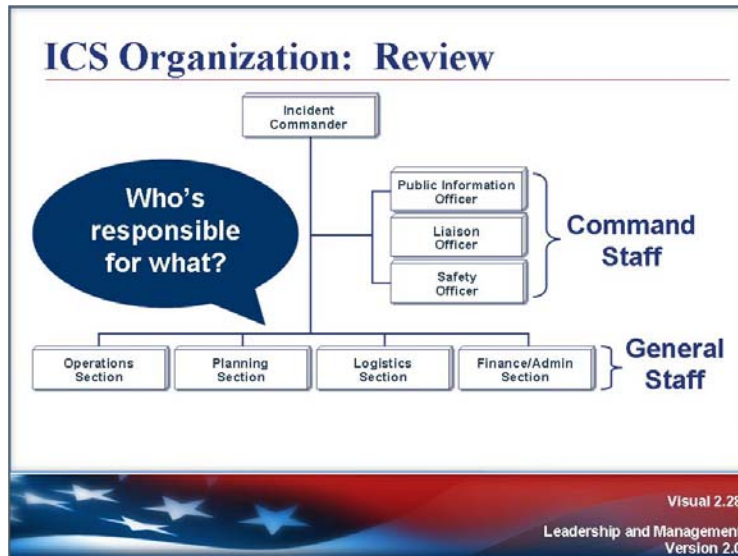 ICS Organization: Review
Incident
Commander
Who's
responsible
for what?
Public Information
Officer
Liaison
Officer
Safety
Officer
Command
Staff
Operations
Section
Planning
Section
Logistics
Section
Finance/Admin
Section
General
Staff
Visual 2.28
Leadership and Management
Version 2.0